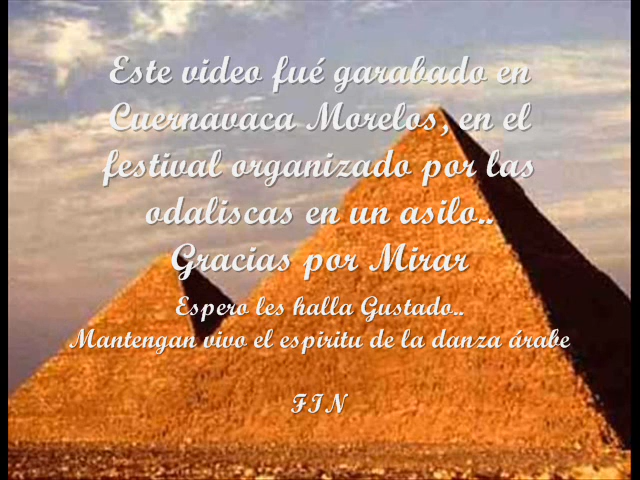 Este video fué garabado en
Cuernavaca Morelos, en el
festival organizado por las
odaliscas en un asilo..
Gracias por Mirar
Espero les halla Gustado..
Mantengan vivo el espiritu de la danza árabe
FIN